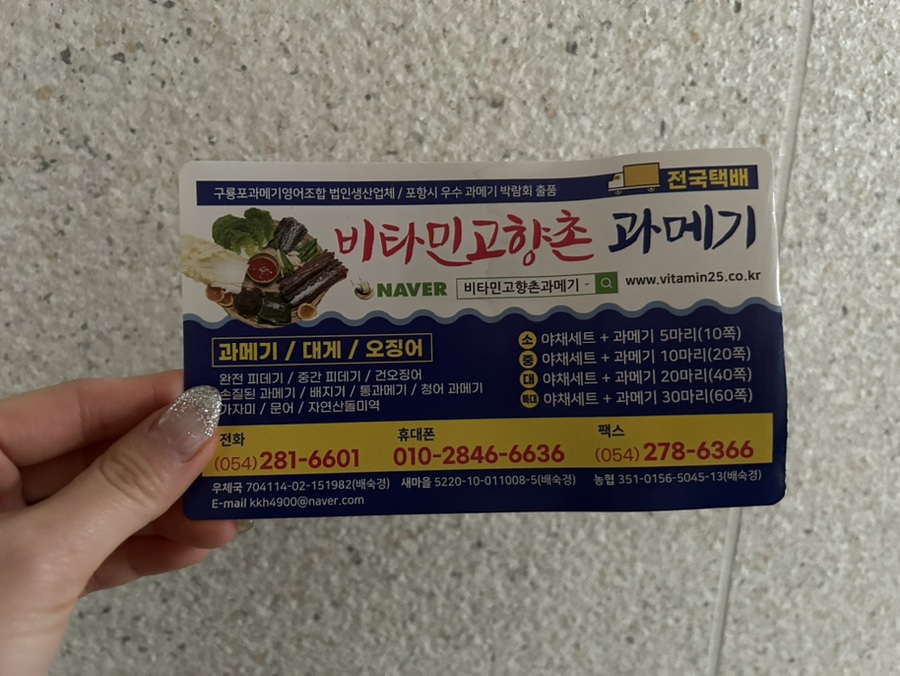 구룡포과메기영어조합 법인생산업체 / 포항시 우수 과메기 박람회 출품
전국택배
비타민고향촌 과메기
NAVER 비타민고향촌과메기 www.vitamin25.co.kr
과메기 / 대게 / 오징어
완전 피데기 / 중간 피데기 / 건오징어
손질된 과메기 / 배지기 / 통과메기 / 청어 과메기
가자미 / 문어 / 자연산돌미역
소 야채세트 + 과메기 5마리(10쪽)
중 야채세트 + 과메기 10마리(20쪽)
대 야채세트 + 과메기 20마리(40쪽)
특대 야채세트 + 과메기 30마리(60쪽)
전화 휴대폰 팩스
(054) 281-6601 010-2846-6636 (054) 278-6366
우체국 704114-02-151982(배숙경) 새마을 5220-10-011008-5(배숙경) 농협 351-0156-5045-13(배숙경)
E-mail kkh4900@naver.com